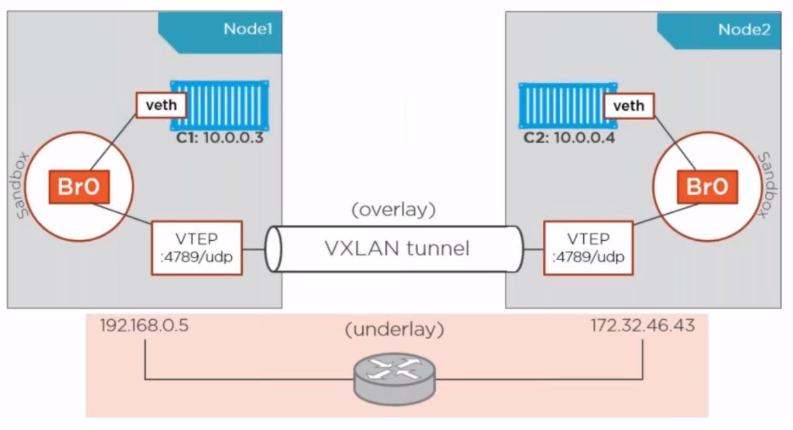 Node1
veth
C1: 10.0.0.3
Sandbox
Br0
VTEP
:4789/udp
(overlay)
VXLAN tunnel
Node2
veth
C2: 10.0.0.4
Sandbox
Br0
VTEP
:4789/udp
192.168.0.5
(underlay)
172.32.46.43